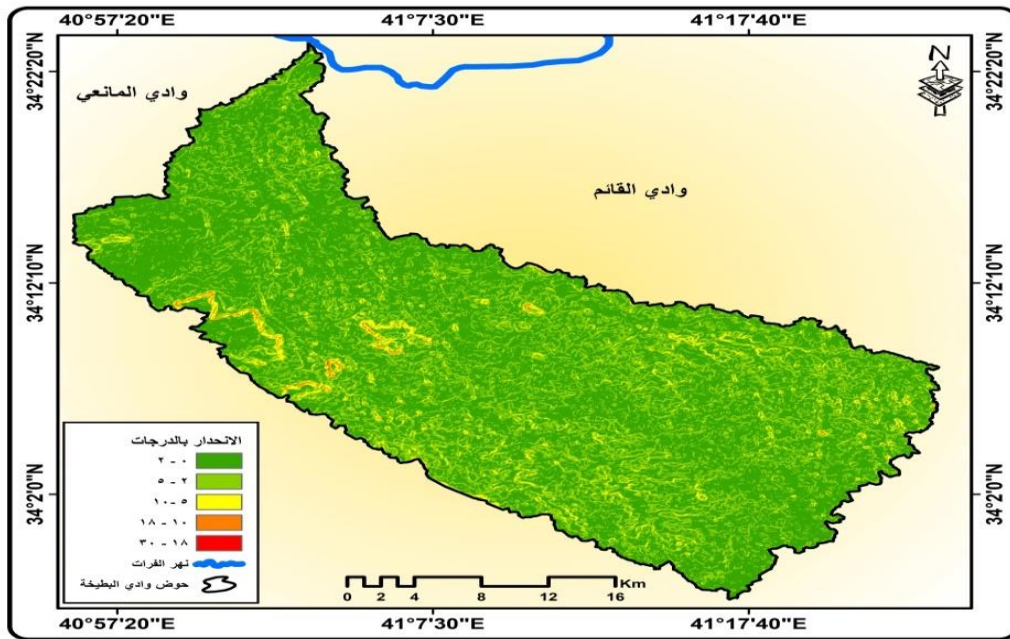 40°57'20"E 41°7'30"E 41°17'40"E
34°22'20"N
34°12'10"N
34°2'0"N
34°22'20"N
34°12'10"N
34°2'0"N
N
وادي المانعي
وادي القائم
الانحدار بالدرجات
٠ - ٢
٢ - ٥
٥ - ١٠
١٠ - ١٨
١٨ - ٣٠
نهر الفرات
حوض وادي البطيخة
Km
0 2 4 8 12 16
40°57'20"E 41°7'30"E 41°17'40"E